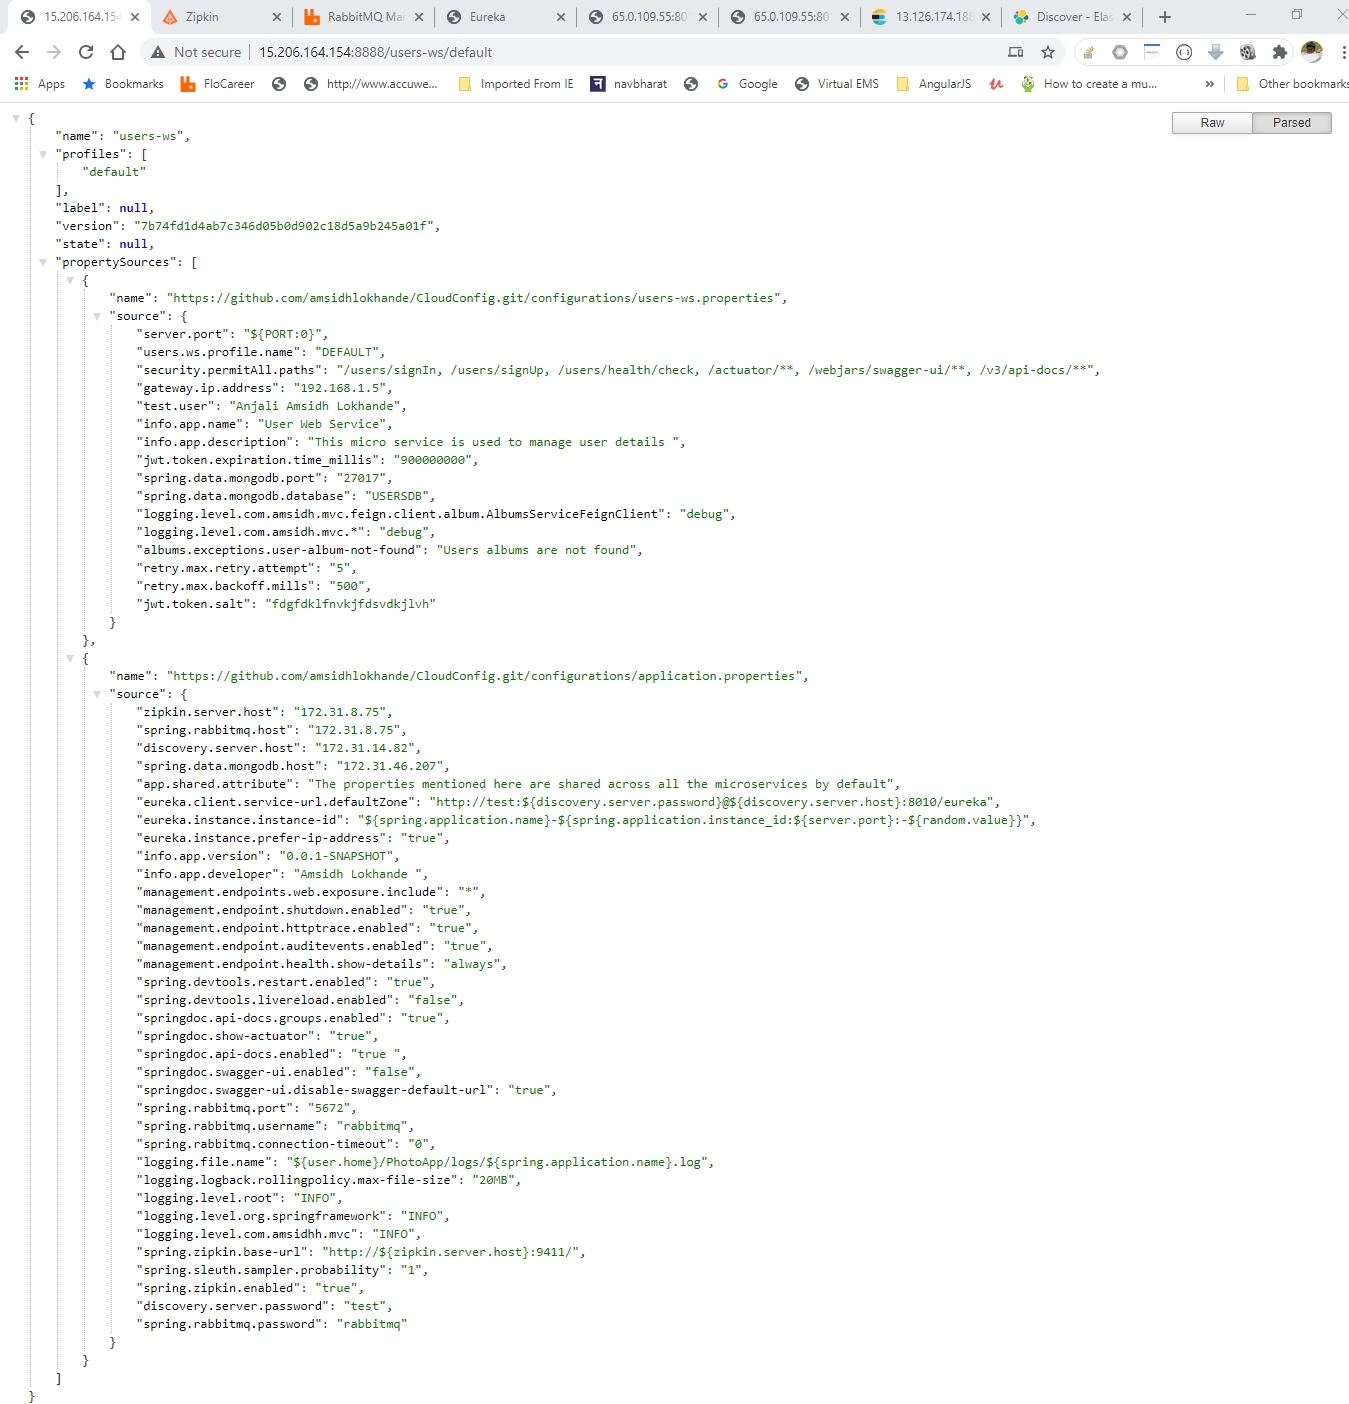 15.206.164.154 Zipkin RabbitMQ Ma Eureka 65.0.109.55:80 65.0.109.55:80 13.126.174.188 Discover - Elas
Not secure 15.206.164.154:8888/users-ws/default
Apps Bookmarks FloCareer http://www.accuwe... Imported From IE navbharat Google Virtual EMS AngularJS How to create a mu... » Other bookmarks
Raw Parsed
{
"name": "users-ws",
"profiles": [
"default"
],
"label": null,
"version": "7b74fd1d4ab7c346d05b0d902c18d5a9b245a01f",
"state": null,
"propertySources": [
{
"name": "https://github.com/amsidhlokhande/CloudConfig.git/configurations/users-ws.properties",
"source": {
"server.port": "${PORT:0}",
"users.ws.profile.name": "DEFAULT",
"security.permitAll.paths": "/users/signIn, /users/signUp, /users/health/check, /actuator/**, /webjars/swagger-ui/**, /v3/api-docs/**",
"gateway.ip.address": "192.168.1.5",
"test.user": "Anjali Amsidh Lokhande",
"info.app.name": "User Web Service",
"info.app.description": "This micro service is used to manage user details ",
"jwt.token.expiration.time_millis": "900000000",
"spring.data.mongodb.port": "27017",
"spring.data.mongodb.database": "USERSDB",
"logging.level.com.amsidh.mvc.feign.client.album.AlbumsServiceFeignClient": "debug",
"logging.level.com.amsidh.mvc.*": "debug",
"albums.exceptions.user-album-not-found": "Users albums are not found",
"retry.max.retry.attempt": "5",
"retry.max.backoff.mills": "500",
"jwt.token.salt": "fdgfdklfnvkjfdsvdkjlvh"
}
},
{
"name": "https://github.com/amsidhlokhande/CloudConfig.git/configurations/application.properties",
"source": {
"zipkin.server.host": "172.31.8.75",
"spring.rabbitmq.host": "172.31.8.75",
"discovery.server.host": "172.31.14.82",
"spring.data.mongodb.host": "172.31.46.207",
"app.shared.attribute": "The properties mentioned here are shared across all the microservices by default",
"eureka.client.service-url.defaultZone": "http://test:${discovery.server.password}@${discovery.server.host}:8010/eureka",
"eureka.instance.instance-id": "${spring.application.name}-${spring.application.instance_id:${server.port}:-${random.value}}",
"eureka.instance.prefer-ip-address": "true",
"info.app.version": "0.0.1-SNAPSHOT",
"info.app.developer": "Amsidh Lokhande ",
"management.endpoints.web.exposure.include": "*",
"management.endpoint.shutdown.enabled": "true",
"management.endpoint.httptrace.enabled": "true",
"management.endpoint.auditevents.enabled": "true",
"management.endpoint.health.show-details": "always",
"spring.devtools.restart.enabled": "true",
"spring.devtools.livereload.enabled": "false",
"springdoc.api-docs.groups.enabled": "true",
"springdoc.show-actuator": "true",
"springdoc.api-docs.enabled": "true ",
"springdoc.swagger-ui.enabled": "false",
"springdoc.swagger-ui.disable-swagger-default-url": "true",
"spring.rabbitmq.port": "5672",
"spring.rabbitmq.username": "rabbitmq",
"spring.rabbitmq.connection-timeout": "0",
"logging.file.name": "${user.home}/PhotoApp/logs/${spring.application.name}.log",
"logging.logback.rollingpolicy.max-file-size": "20MB",
"logging.level.root": "INFO",
"logging.level.org.springframework": "INFO",
"logging.level.com.amsidhh.mvc": "INFO",
"spring.zipkin.base-url": "http://${zipkin.server.host}:9411/",
"spring.sleuth.sampler.probability": "1",
"spring.zipkin.enabled": "true",
"discovery.server.password": "test",
"spring.rabbitmq.password": "rabbitmq"
}
}
]
}